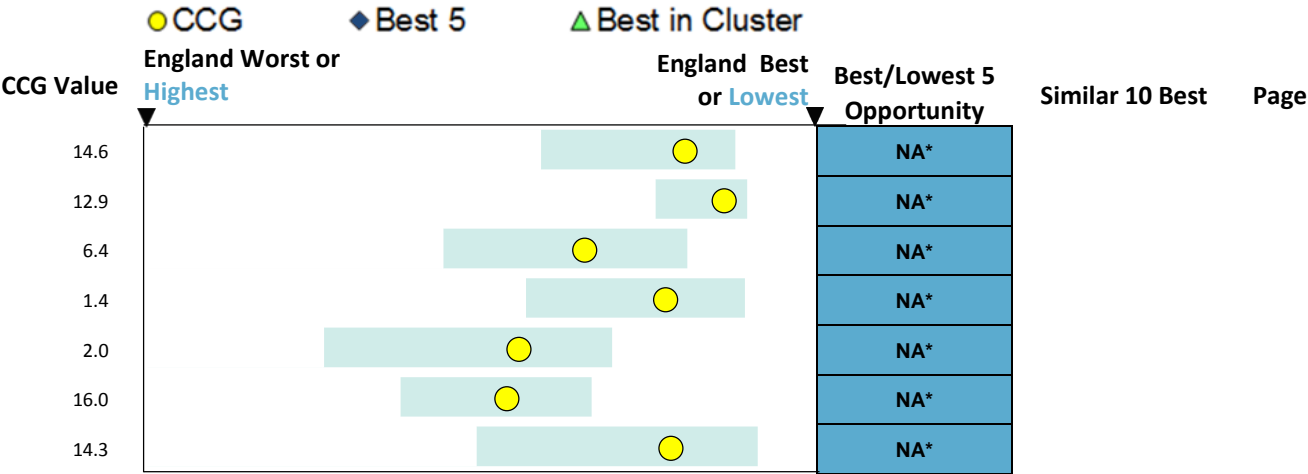 CCG Best 5 Best in Cluster
CCG Value
England Worst or
Highest
England Best
or Lowest
Best/Lowest 5
Opportunity
Similar 10 Best
Page
14.6 NA*
12.9 NA*
6.4 NA*
1.4 NA*
2.0 NA*
16.0 NA*
14.3 NA*